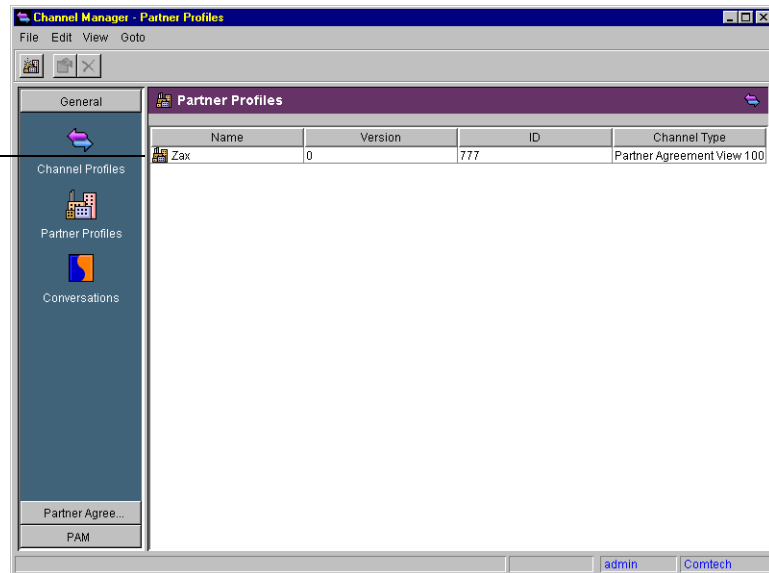 Channel Manager - Partner Profiles
File Edit View Goto
General
Partner Profiles
Name Version ID Channel Type
Zax 0 777 Partner Agreement View 100
Channel Profiles
Partner Profiles
Conversations
Partner Agree...
PAM
admin Comtech